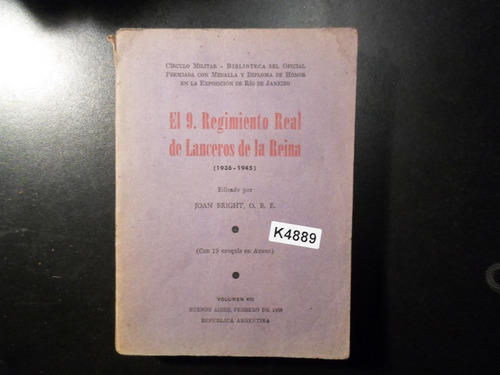 CÍRCULO MILITAR - BIBLIOTECA DEL OFICIAL
PREMIADA CON MEDALLA Y DIPLOMA DE HONOR
EN LA EXPOSICIÓN DE RÍO DE JANEIRO
El 9. Regimiento Real
de Lanceros de la Reina
(1936-1945)
Editado por
JOAN BRIGHT, O. B. E.
K4889
(Con 19 croquis en Anexo)
VOLUMEN
BUENOS AIRES, FEBRERO DE
REPÚBLICA ARGENTINA